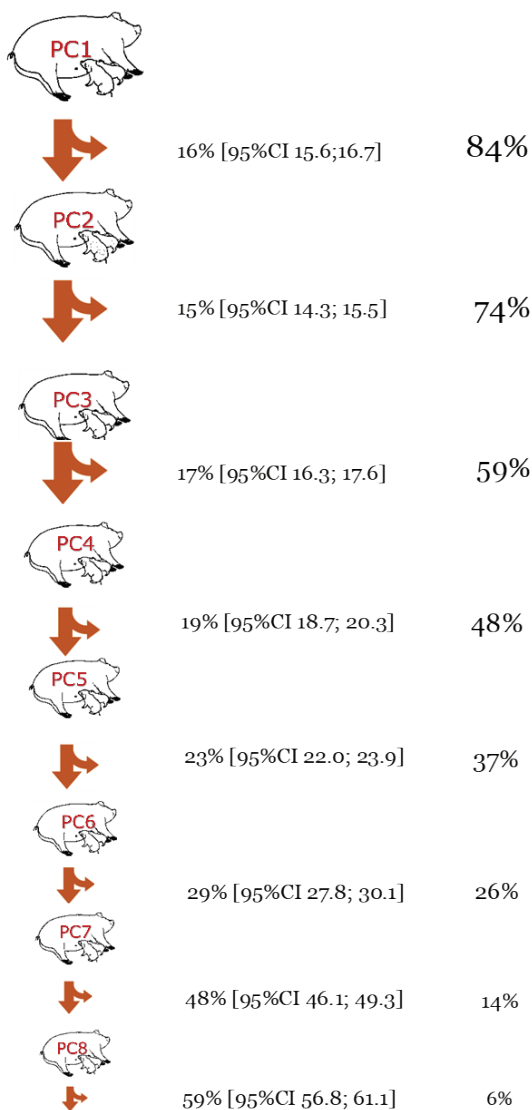 PC1
16% [95%CI 15.6;16.7] 84%
PC2
15% [95%CI 14.3; 15.5] 74%
PC3
17% [95%CI 16.3; 17.6] 59%
PC4
19% [95%CI 18.7; 20.3] 48%
PC5
23% [95%CI 22.0; 23.9] 37%
PC6
29% [95%CI 27.8; 30.1] 26%
PC7
48% [95%CI 46.1; 49.3] 14%
PC8
59% [95%CI 56.8; 61.1] 6%